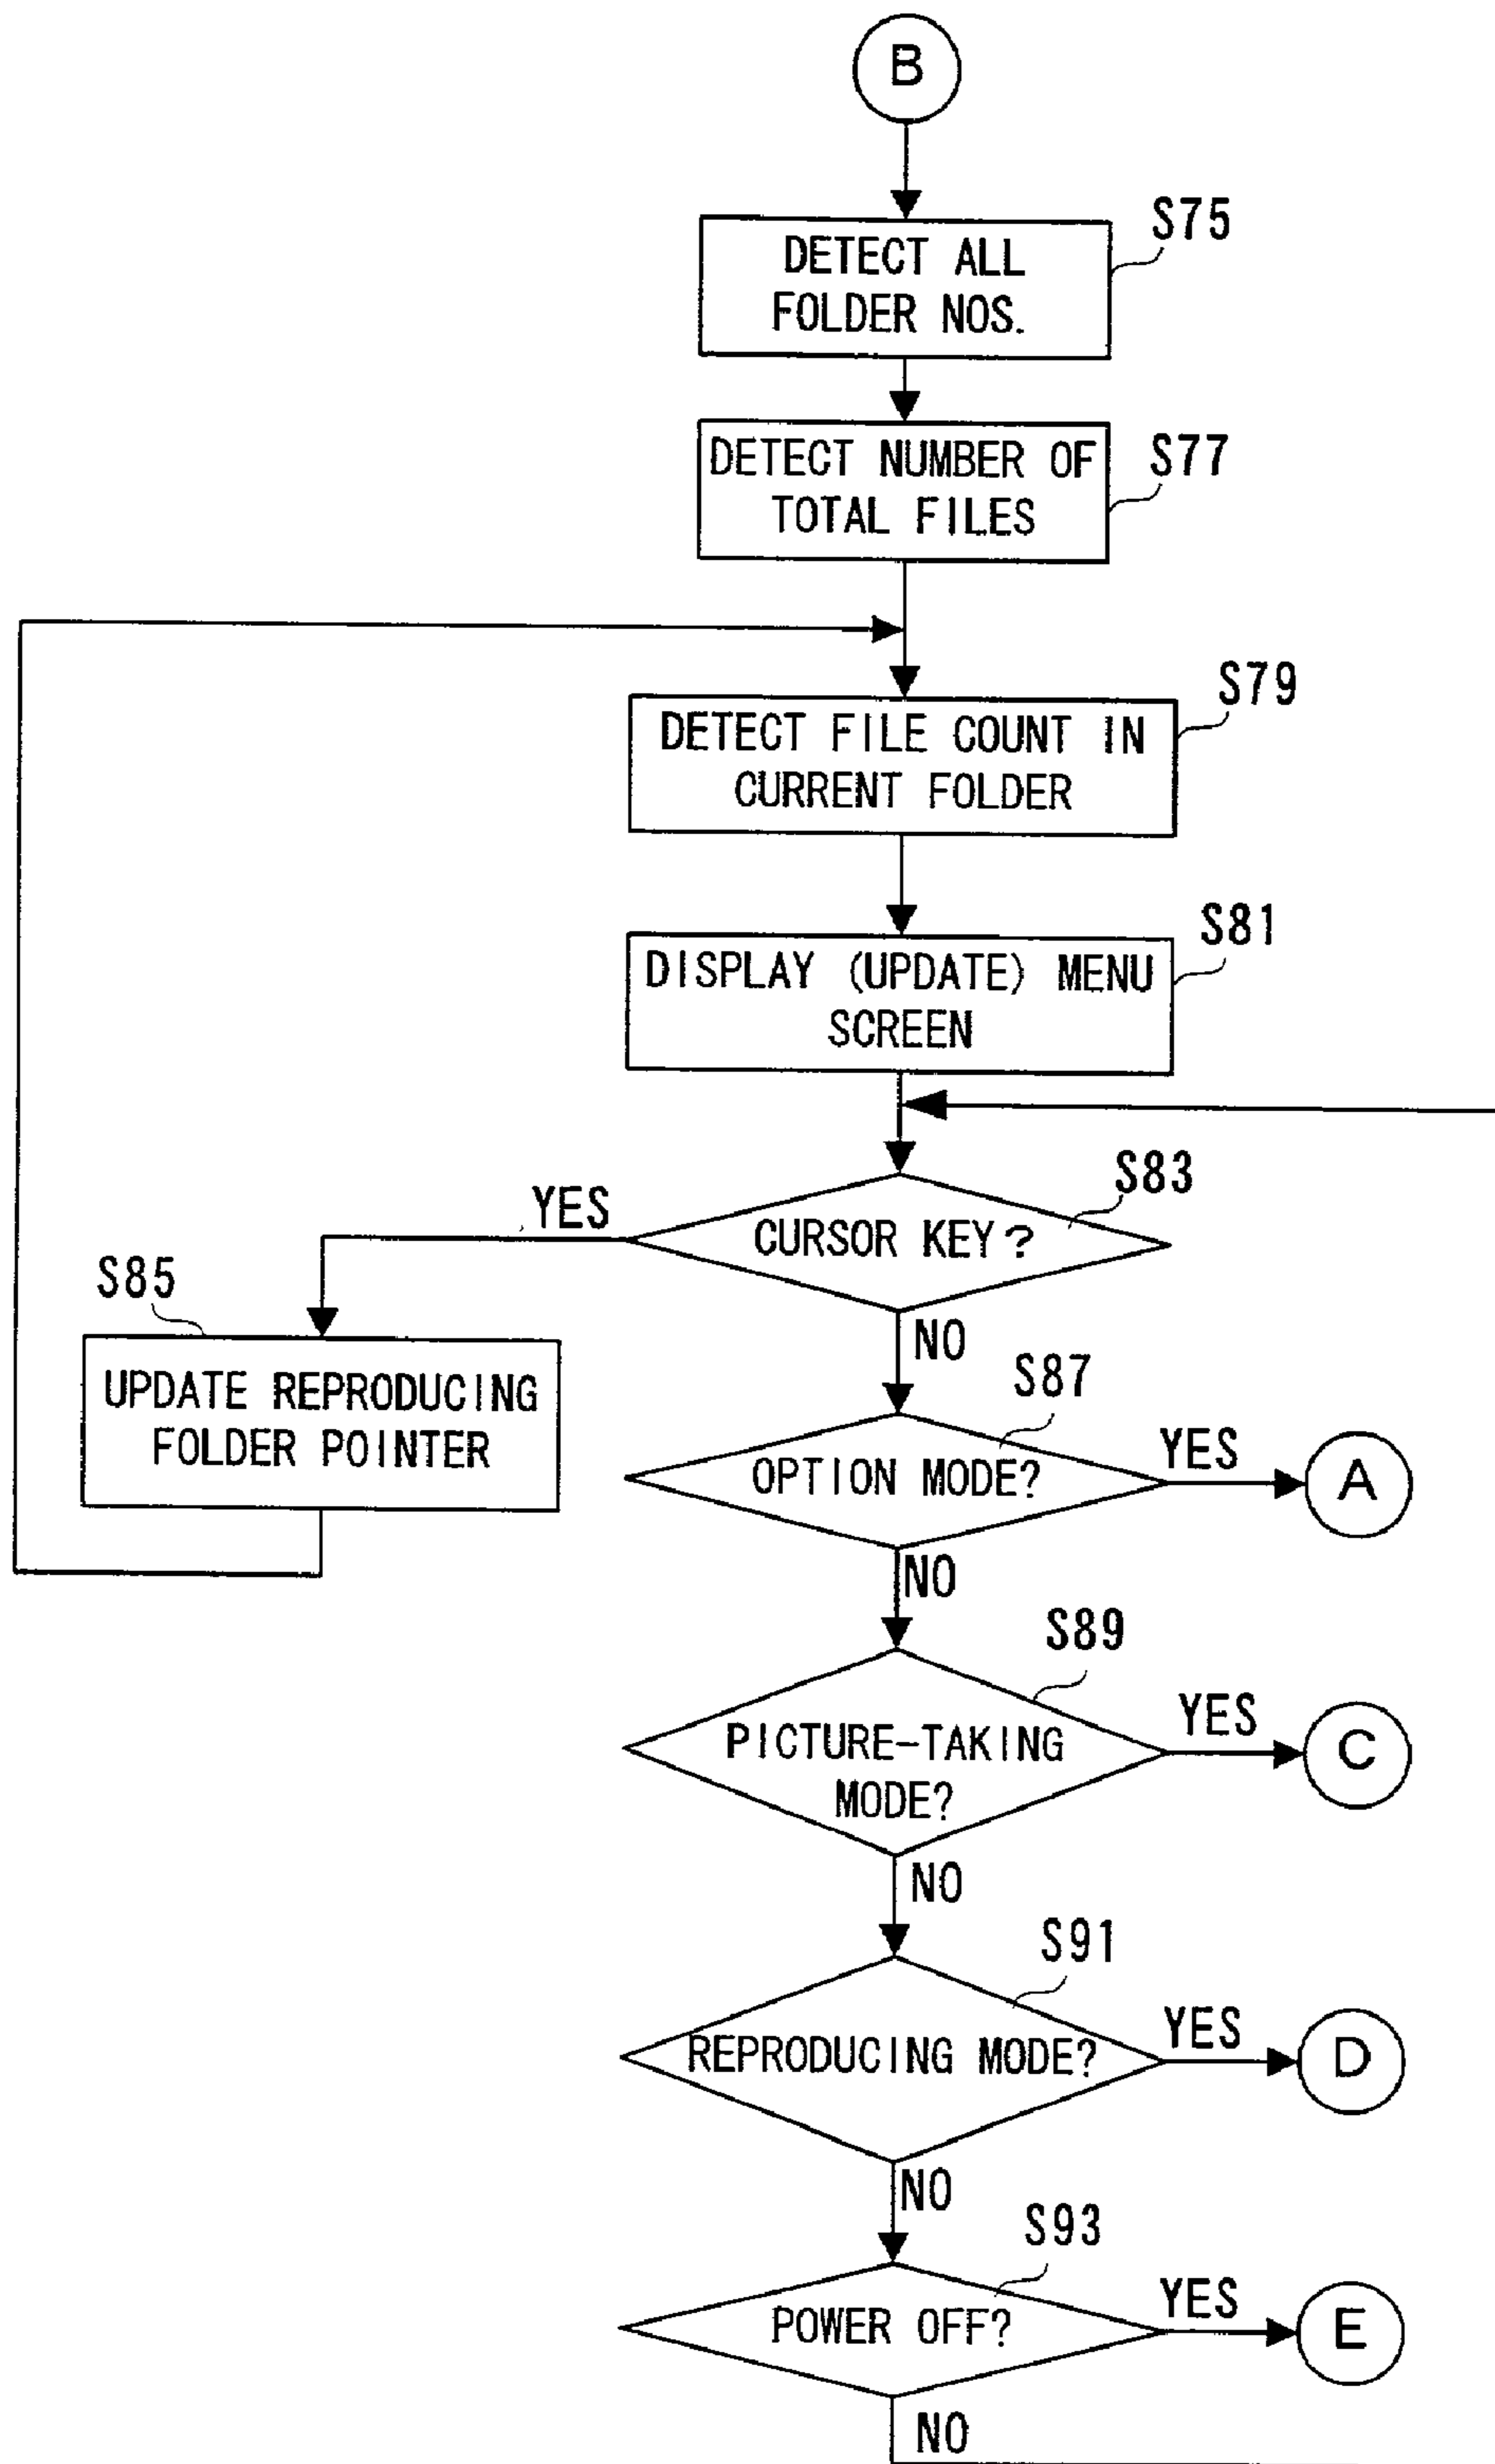 B
S75
DETECT ALL
FOLDER NOS.
S77
DETECT NUMBER OF
TOTAL FILES
S79
DETECT FILE COUNT IN
CURRENT FOLDER
S81
DISPLAY (UPDATE) MENU
SCREEN
S83
YES
CURSOR KEY?
S85
NO
UPDATE REPRODUCING
FOLDER POINTER
S87
YES
OPTION MODE?
A
NO
S89
YES
PICTURE-TAKING
MODE?
C
NO
S91
YES
REPRODUCING MODE?
D
NO
S93
YES
POWER OFF?
E
NO